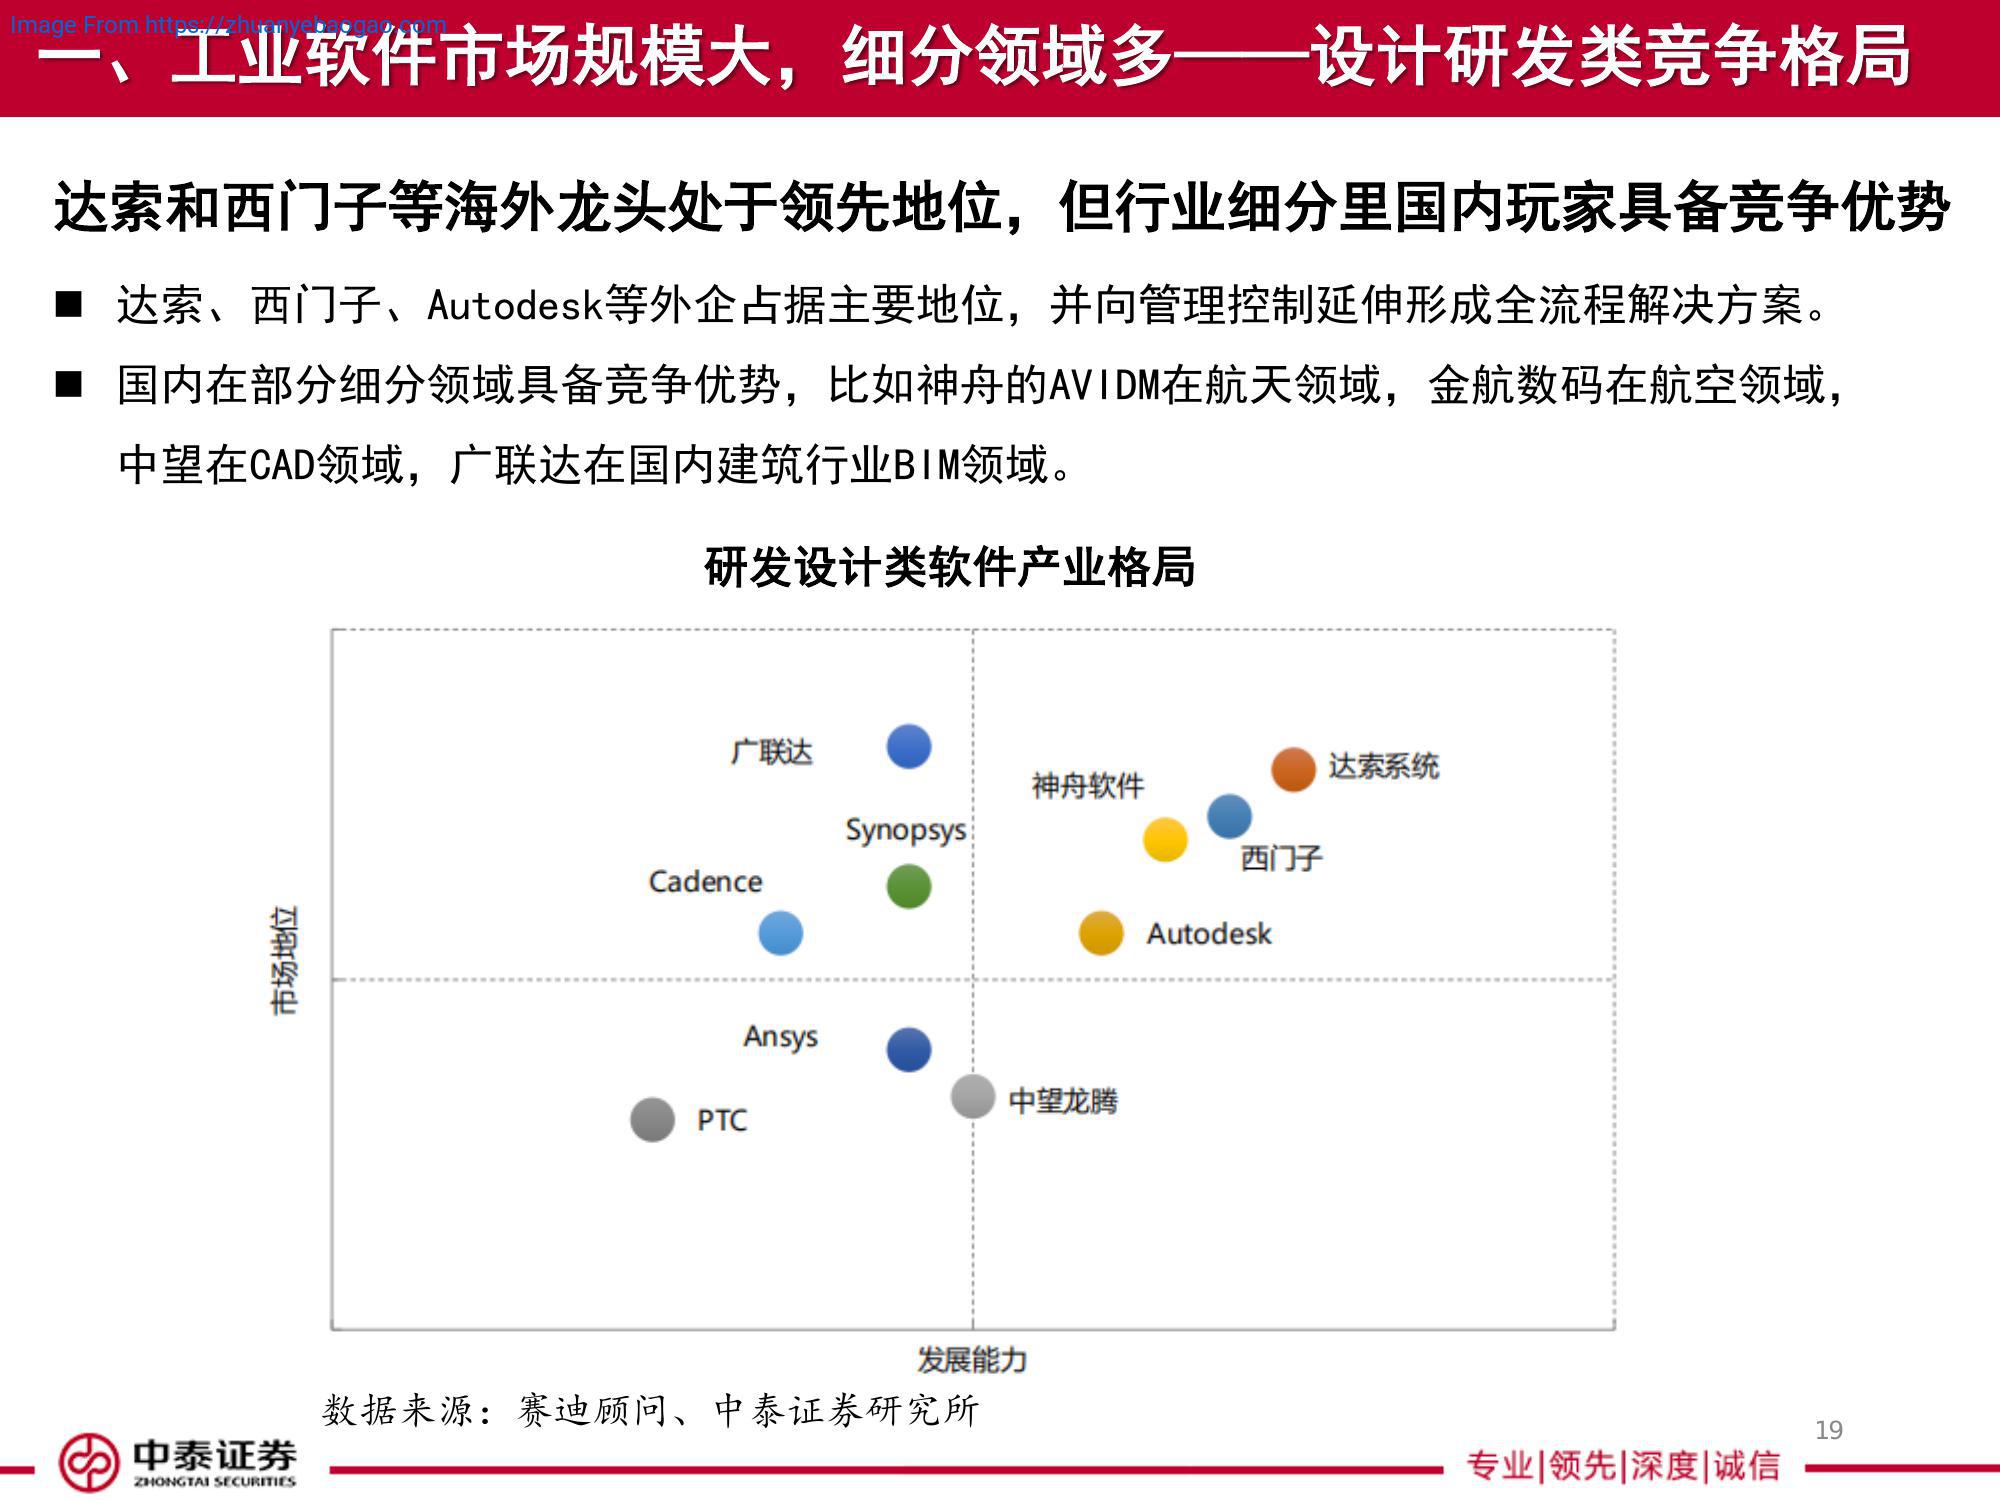 Image From https://zhuanyebaogao.com
一、工业软件市场规模大，细分领域多——设计研发类竞争格局
达索和西门子等海外龙头处于领先地位，但行业细分里国内玩家具备竞争优势
■ 达索、西门子、Autodesk等外企占据主要地位，并向管理控制延伸形成全流程解决方案。
■ 国内在部分细分领域具备竞争优势，比如神舟的AVIDM在航天领域，金航数码在航空领域，
中望在CAD领域，广联达在国内建筑行业BIM领域。
研发设计类软件产业格局
广联达
达索系统
神舟软件
Synopsys
西门子
Cadence
Autodesk
市场地位
Ansys
中望龙腾
PTC
发展能力
数据来源：赛迪顾问、中泰证券研究所
19
中泰证券
ZHONGTAI SECURITIES
专业|领先|深度|诚信